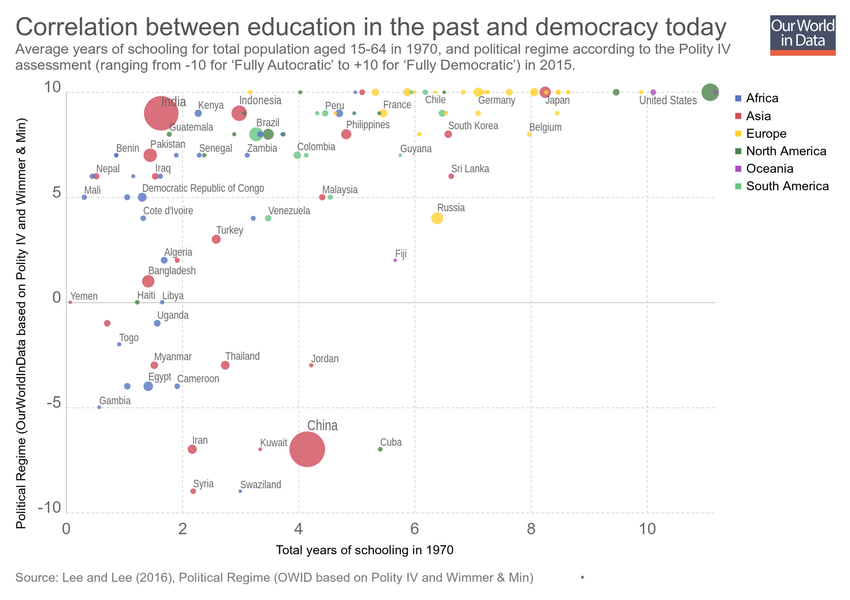 Correlation between education in the past and democracy today
Our World
in Data
Average years of schooling for total population aged 15-64 in 1970, and political regime according to the Polity IV
assessment (ranging from -10 for ‘Fully Autocratic’ to +10 for ‘Fully Democratic’) in 2015.
Political Regime (OurWorldInData based on Polity IV and Wimmer & Min)
10
5
0
-5
-10
India
Kenya
Indonesia
Peru
France
Chile
Germany
Japan
United States
Guatemala
Brazil
Philippines
South Korea
Belgium
Benin
Pakistan
Senegal
Zambia
Colombia
Guyana
Nepal
Iraq
Sri Lanka
Mali
Democratic Republic of Congo
Malaysia
Cote d'Ivoire
Venezuela
Russia
Turkey
Algeria
Fiji
Bangladesh
Yemen
Haiti
Libya
Uganda
Togo
Myanmar
Thailand
Jordan
Egypt
Cameroon
Gambia
China
Iran
Kuwait
Cuba
Syria
Swaziland
0
2
4
6
8
10
Total years of schooling in 1970
Africa
Asia
Europe
North America
Oceania
South America
Source: Lee and Lee (2016), Political Regime (OWID based on Polity IV and Wimmer & Min) •